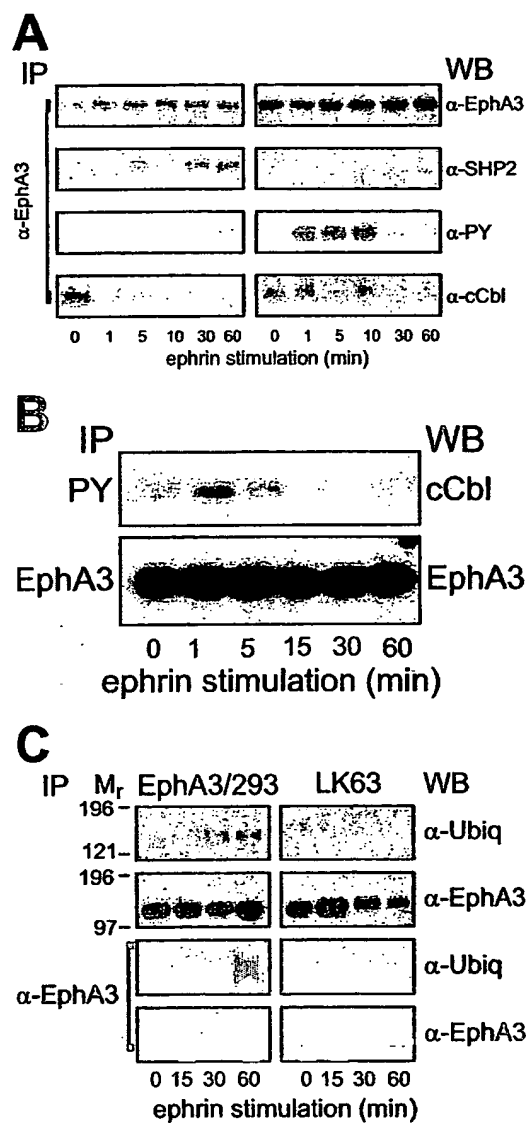 A
IP WB
α-EphA3
α-EphA3
α-SHP2
α-PY
α-cCbl
0 1 5 10 30 60 0 1 5 10 30 60
ephrin stimulation (min)
B
IP WB
PY cCbl
EphA3 EphA3
0 1 5 15 30 60
ephrin stimulation (min)
C
IP Mr EphA3/293 LK63 WB
196
α-Ubiq
121
196
α-EphA3
97
α-EphA3
α-Ubiq
α-EphA3
0 15 30 60 0 15 30 60
ephrin stimulation (min)